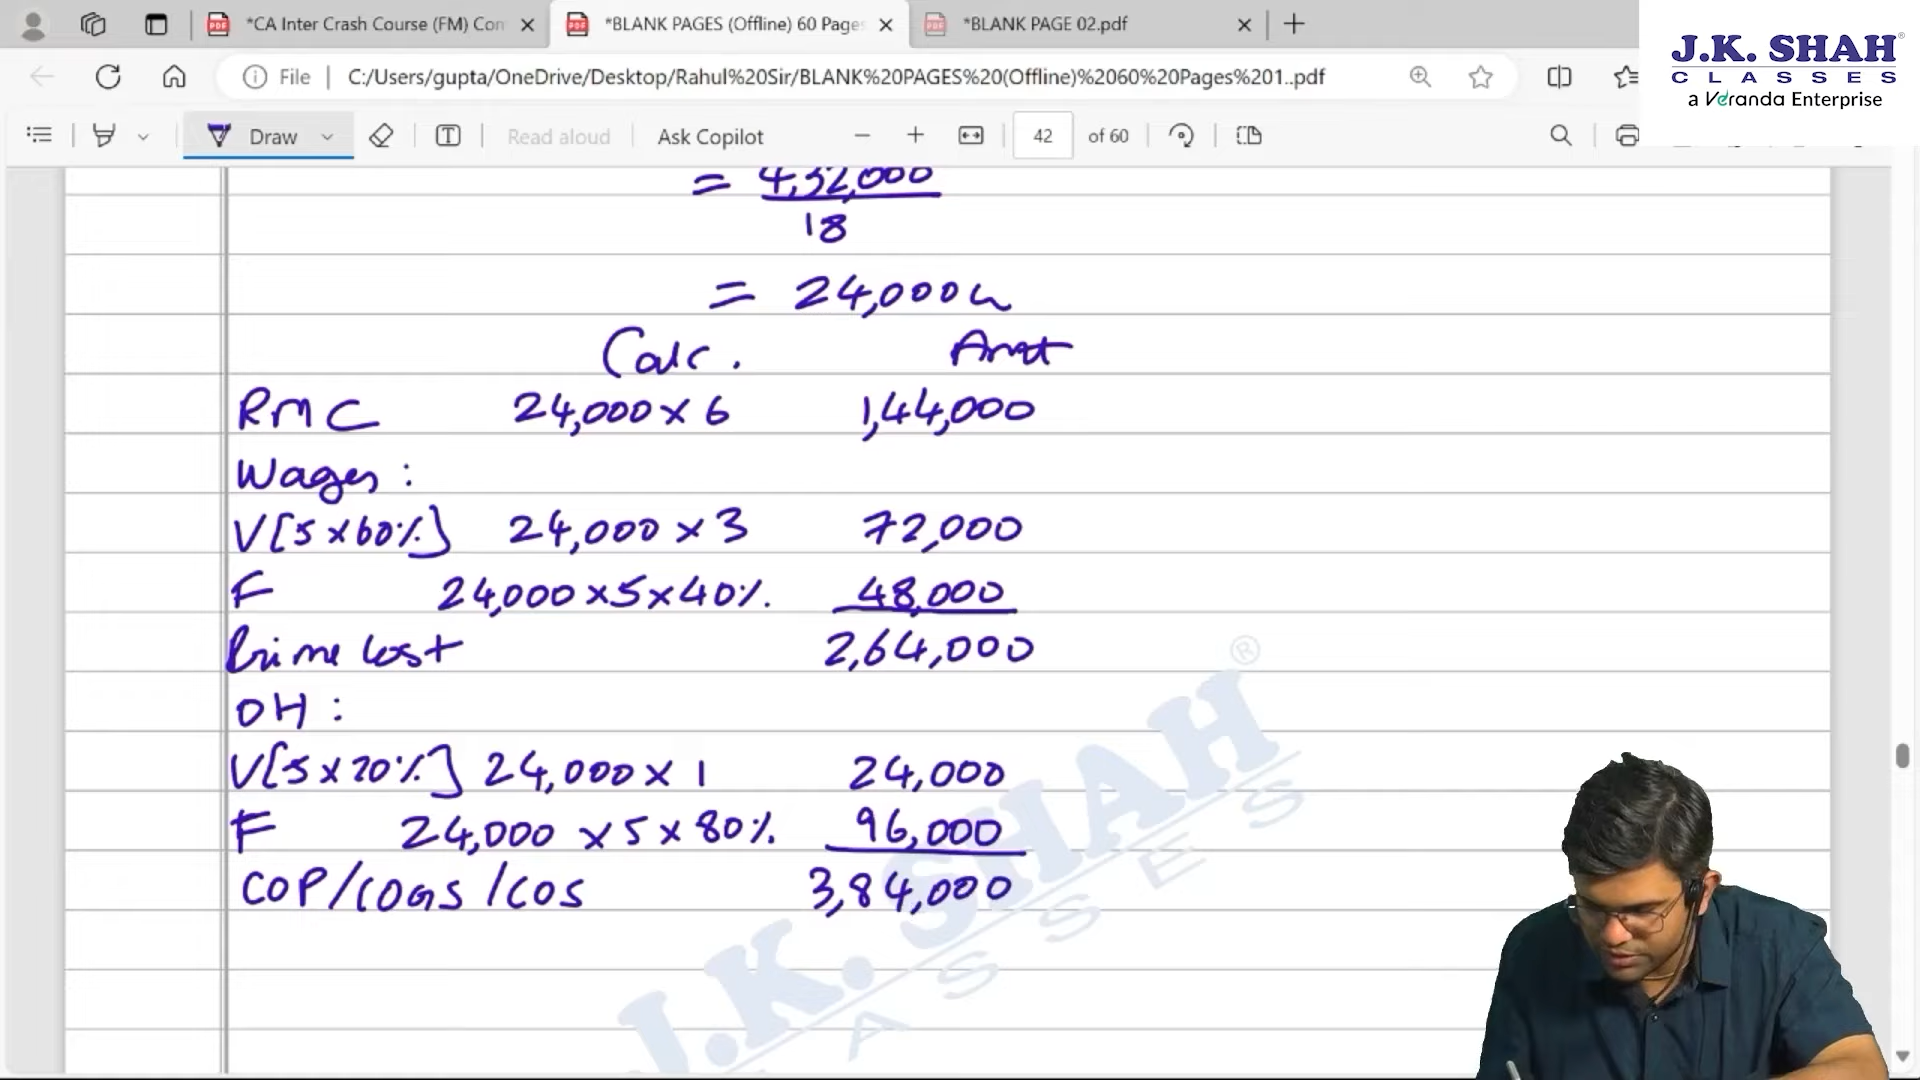 *CA Inter Crash Course (FM) Con
*BLANK PAGES (Offline) 60 Pages
*BLANK PAGE 02.pdf
File C:/Users/gupta/OneDrive/Desktop/Rahul%20Sir/BLANK%20PAGES%20(Offline)%2060%20Pages%201..pdf
J.K. SHAH®
CLASSES
a Veranda Enterprise
Draw Read aloud Ask Copilot 42 of 60
= 4,32,000
18
= 24,000u
Calc. Amt
RMC 24,000 × 6 1,44,000
Wages :
V[5 × 60%] 24,000 × 3 72,000
F 24,000 × 5 × 40% 48,000
Prime Cost 2,64,000
OH :
V[5 × 20%] 24,000 × 1 24,000
F 24,000 × 5 × 80% 96,000
COP/COGS/COS 3,84,000
J.K. SHAH®
ASSES